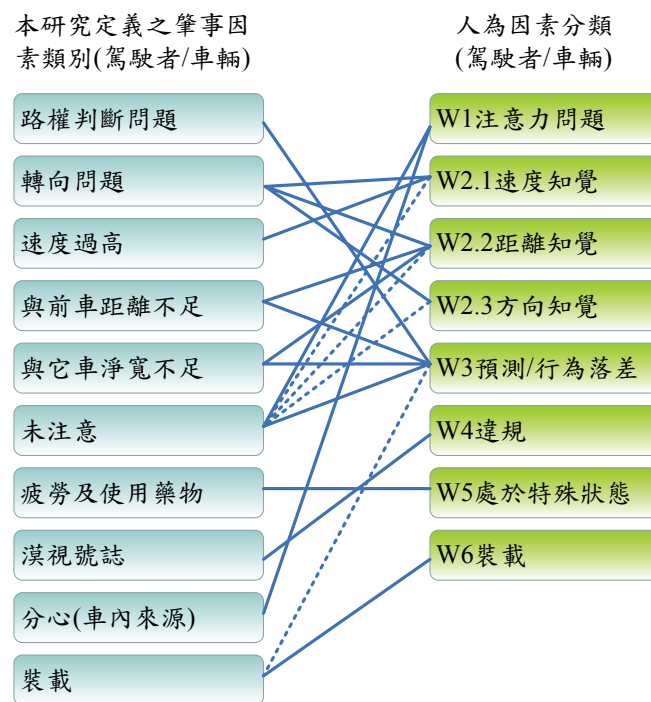 本研究定義之肇事因
素類別(駕駛者/車輛)
路權判斷問題
轉向問題
速度過高
與前車距離不足
與它車淨寬不足
未注意
疲勞及使用藥物
漠視號誌
分心(車內來源)
裝載
人為因素分類
(駕駛者/車輛)
W1注意力問題
W2.1速度知覺
W2.2距離知覺
W2.3方向知覺
W3預測/行為落差
W4違規
W5處於特殊狀態
W6裝載